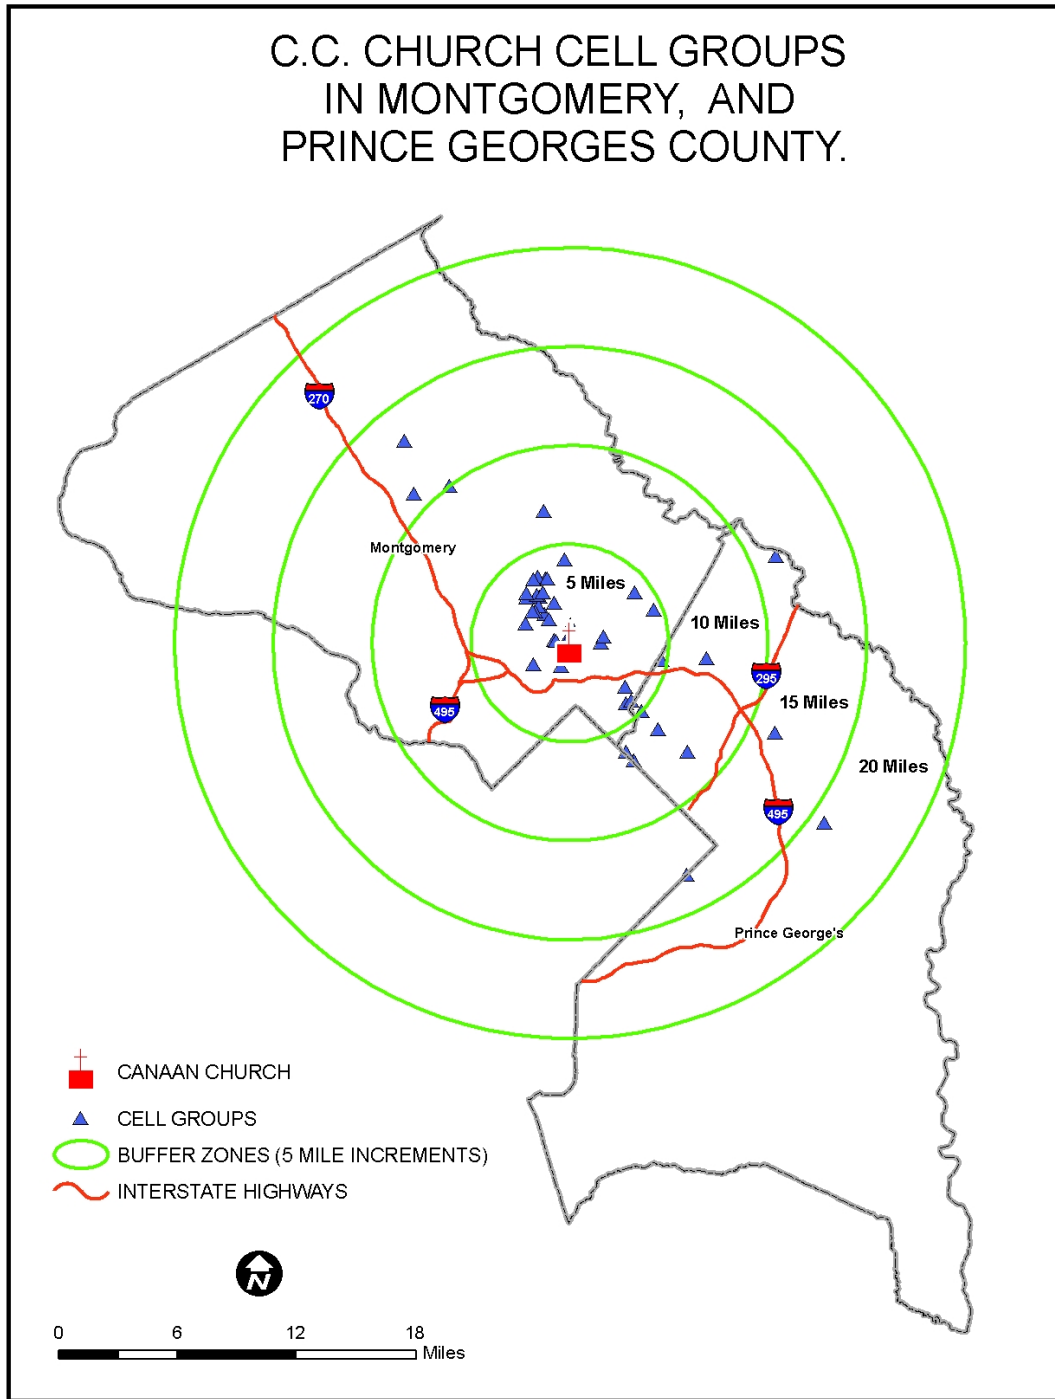 C.C. CHURCH CELL GROUPS
IN MONTGOMERY, AND
PRINCE GEORGES COUNTY.
270
Montgomery
5 Miles
10 Miles
295
15 Miles
495
20 Miles
495
Prince George's
CANAAN CHURCH
CELL GROUPS
BUFFER ZONES (5 MILE INCREMENTS)
INTERSTATE HIGHWAYS
N
0 6 12 18
Miles